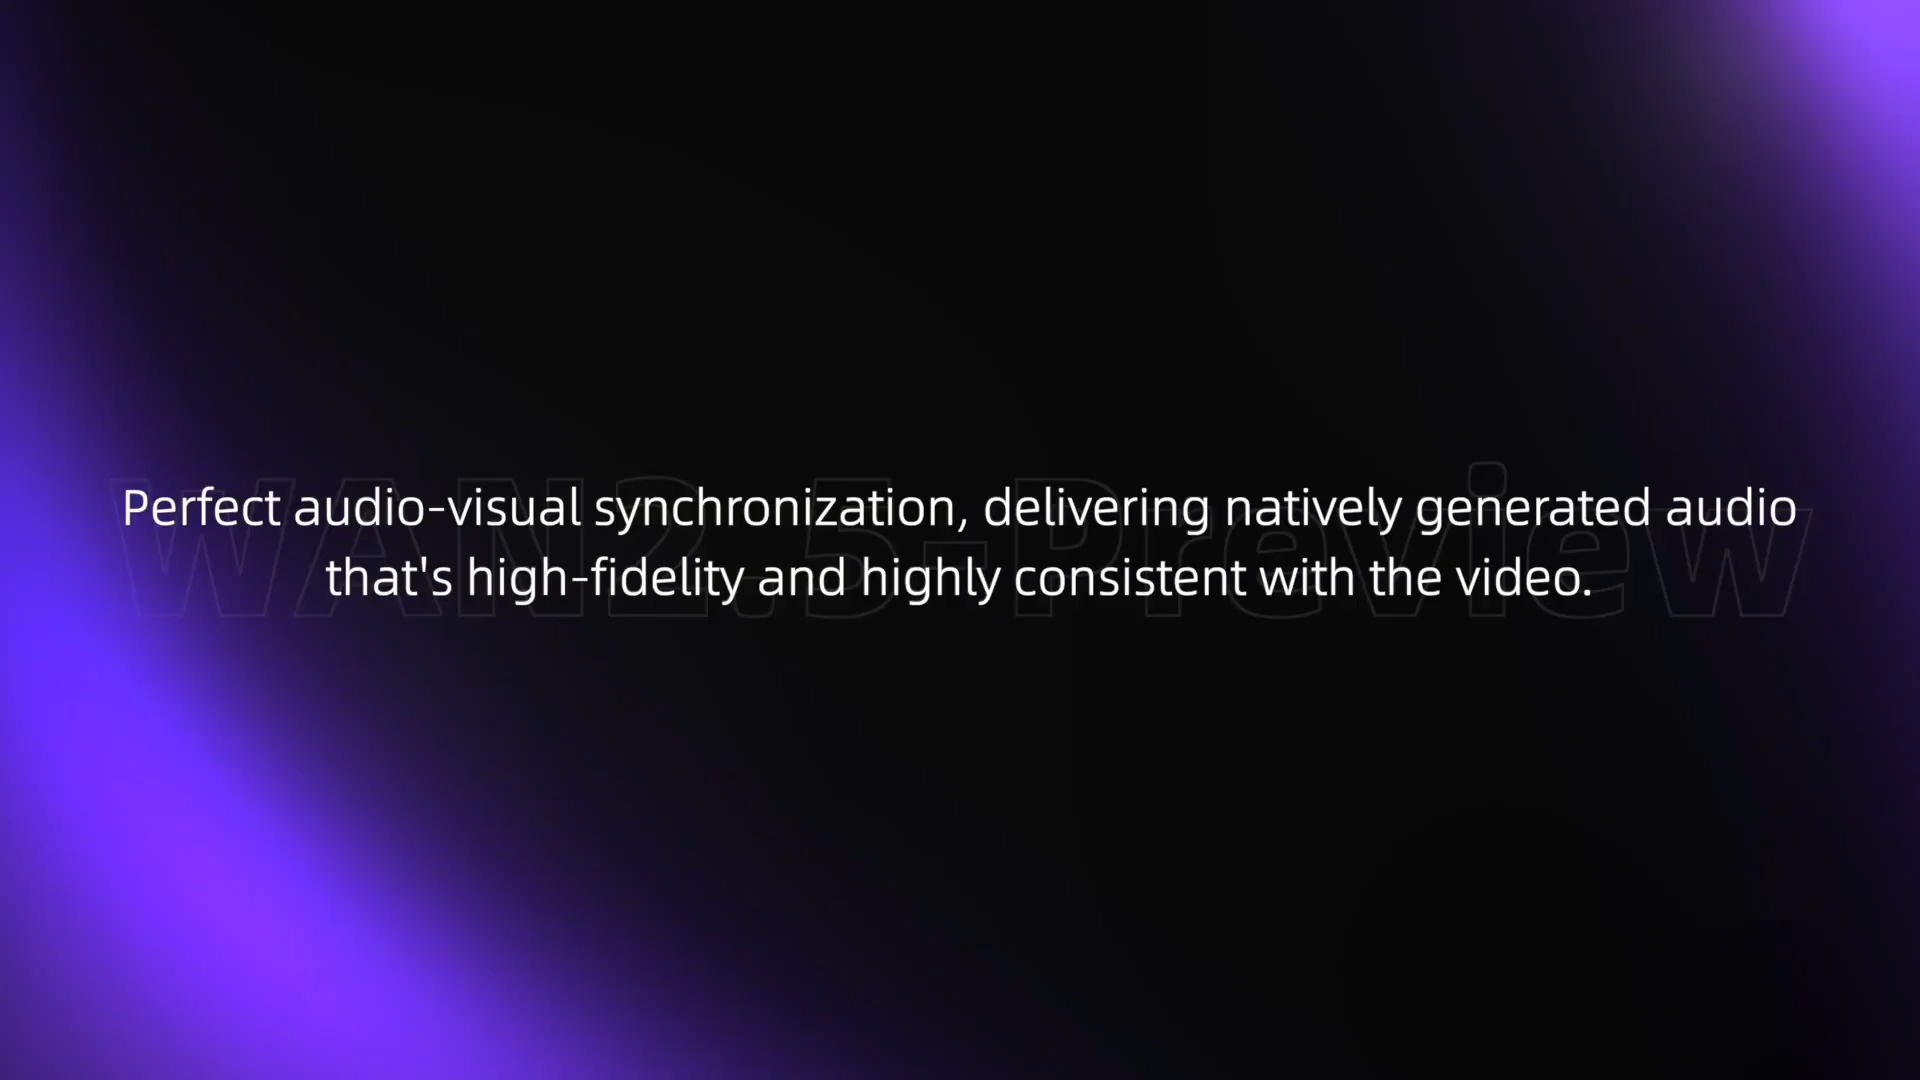 WAN2.5-Preview
Perfect audio-visual synchronization, delivering natively generated audio
that's high-fidelity and highly consistent with the video.